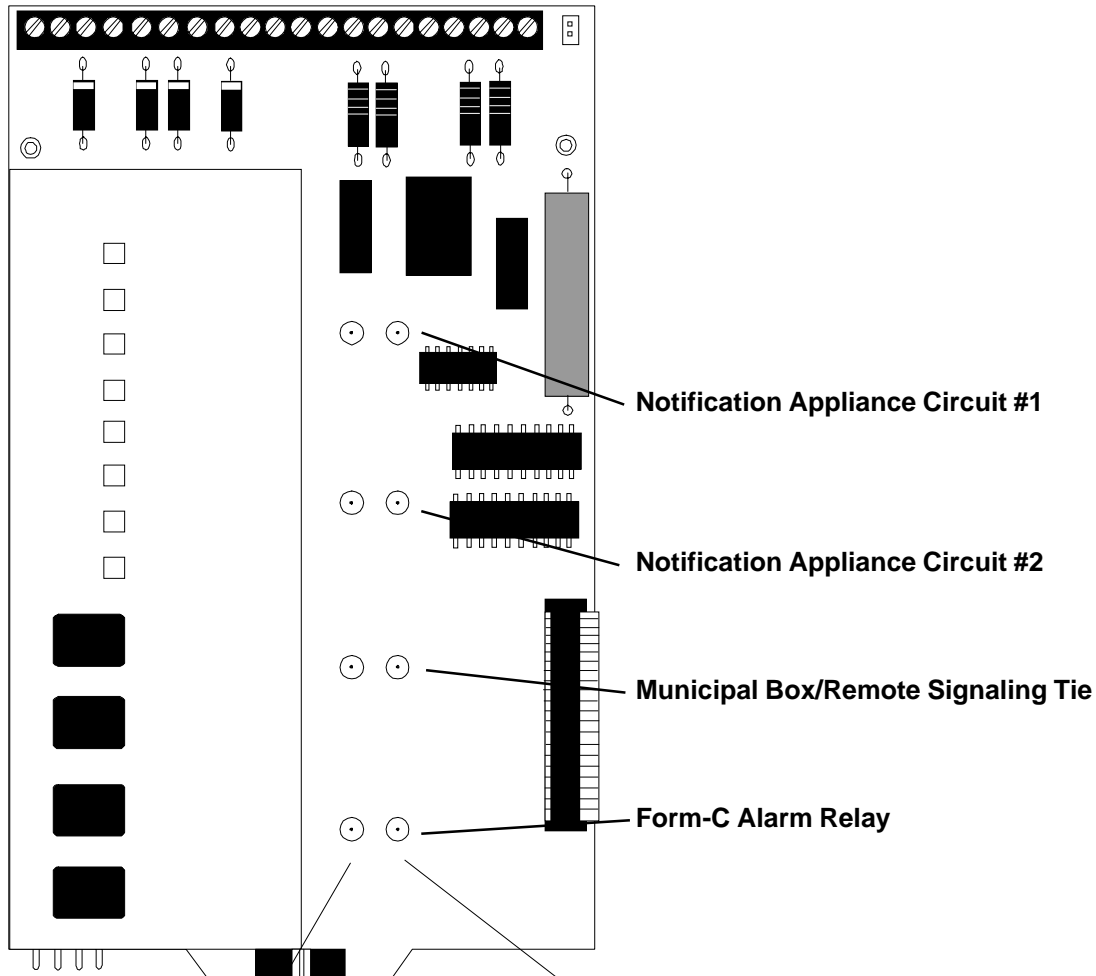 Notification Appliance Circuit #1
Notification Appliance Circuit #2
Municipal Box/Remote Signaling Tie
Form-C Alarm Relay